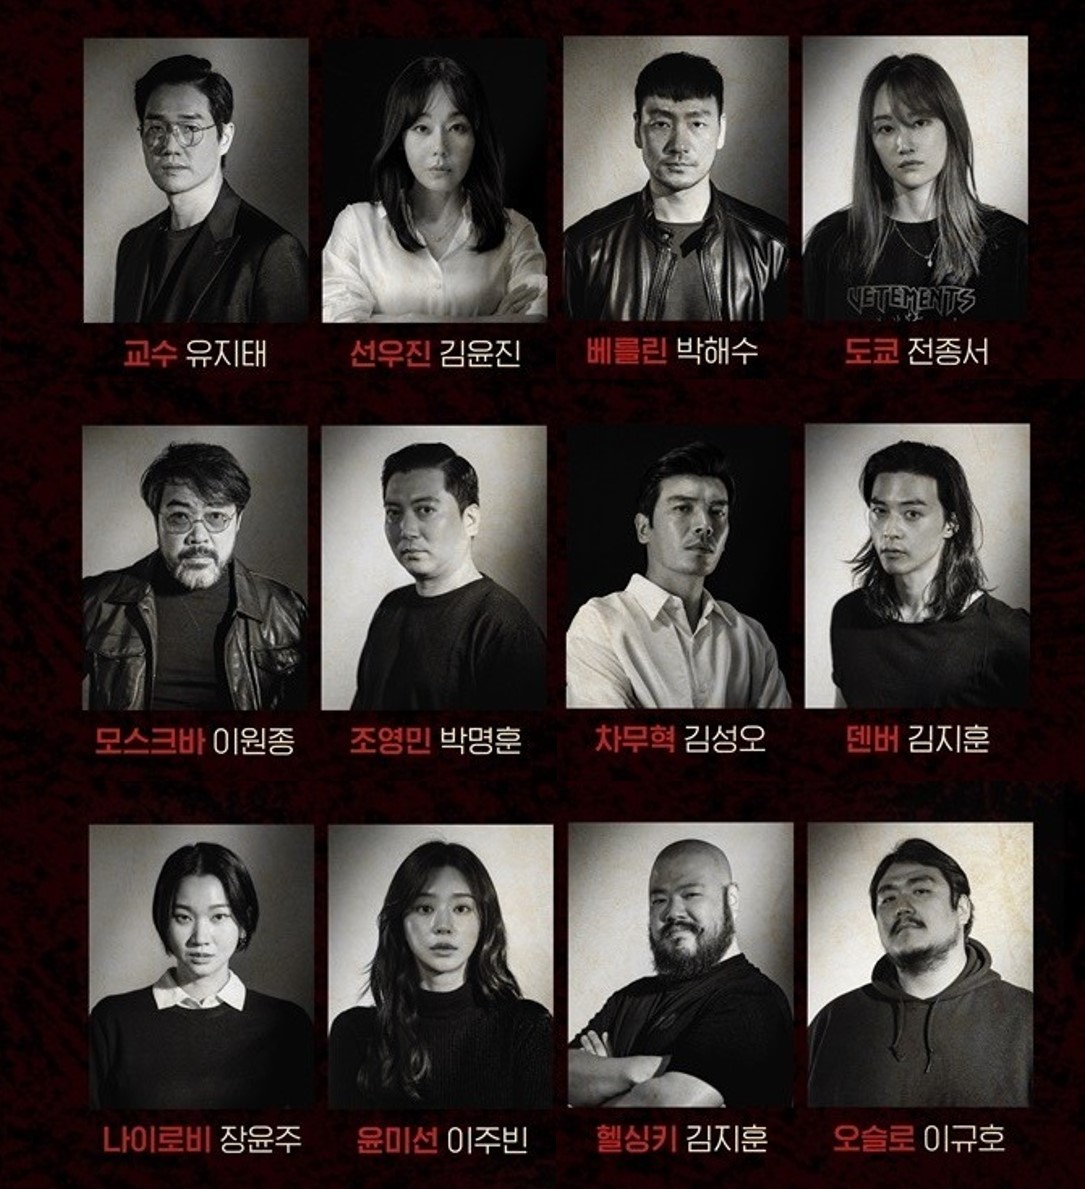 VETEMENTS
교수 유지태
선우진 김윤진
베를린 박해수
도쿄 전종서
모스크바 이원종
조영민 박명훈
차무혁 김성오
덴버 김지훈
나이로비 장윤주
윤미선 이주빈
헬싱키 김지훈
오슬로 이규호